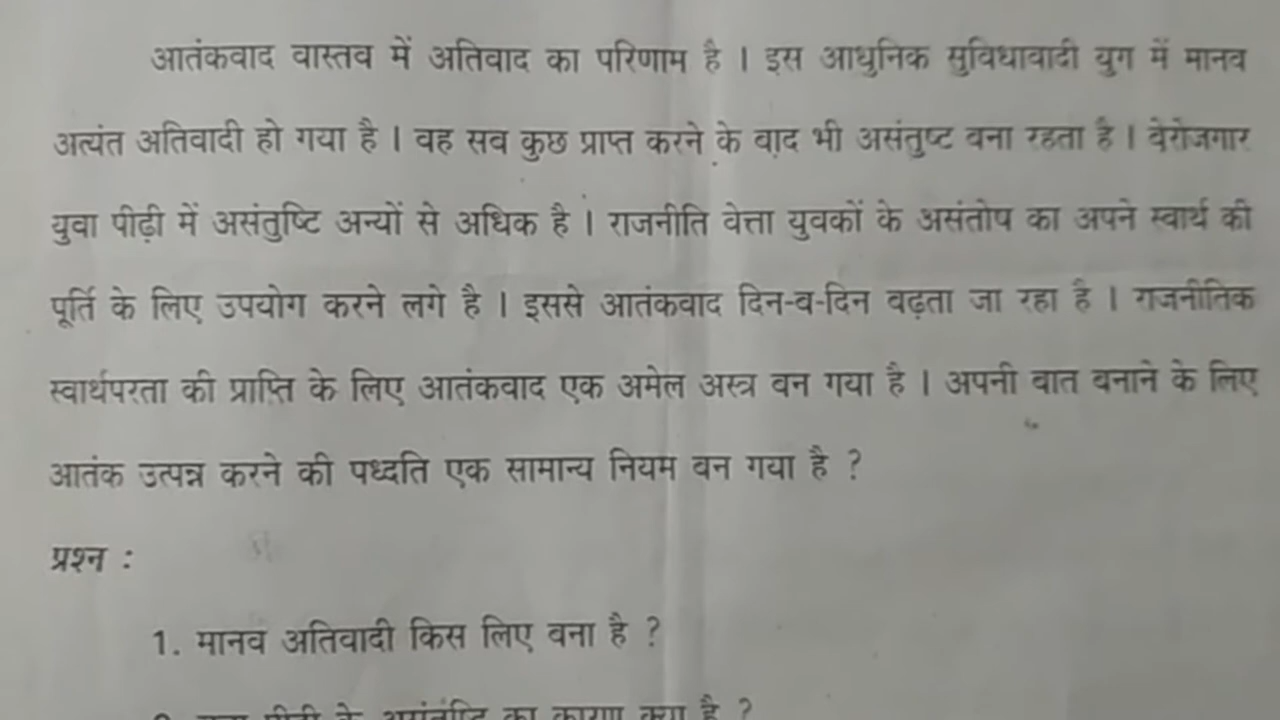 आतंकवाद वास्तव में अतिवाद का परिणाम है । इस आधुनिक सुविधावादी युग में मानव
अत्यंत अतिवादी हो गया है । वह सब कुछ प्राप्त करने के बाद भी असंतुष्ट बना रहता है । बेरोजगार
युवा पीढ़ी में असंतुष्टि अन्यों से अधिक है । राजनीति वेत्ता युवकों के असंतोष का अपने स्वार्थ की
पूर्ति के लिए उपयोग करने लगे है । इससे आतंकवाद दिन-ब-दिन बढ़ता जा रहा है । राजनीतिक
स्वार्थपरता की प्राप्ति के लिए आतंकवाद एक अमेल अस्त्र बन गया है । अपनी बात बनाने के लिए
आतंक उत्पन्न करने की पध्दति एक सामान्य नियम बन गया है ?
प्रश्न :
1. मानव अतिवादी किस लिए बना है ?
पीढ़ी के असंतुष्टि का कारण क्या है ?